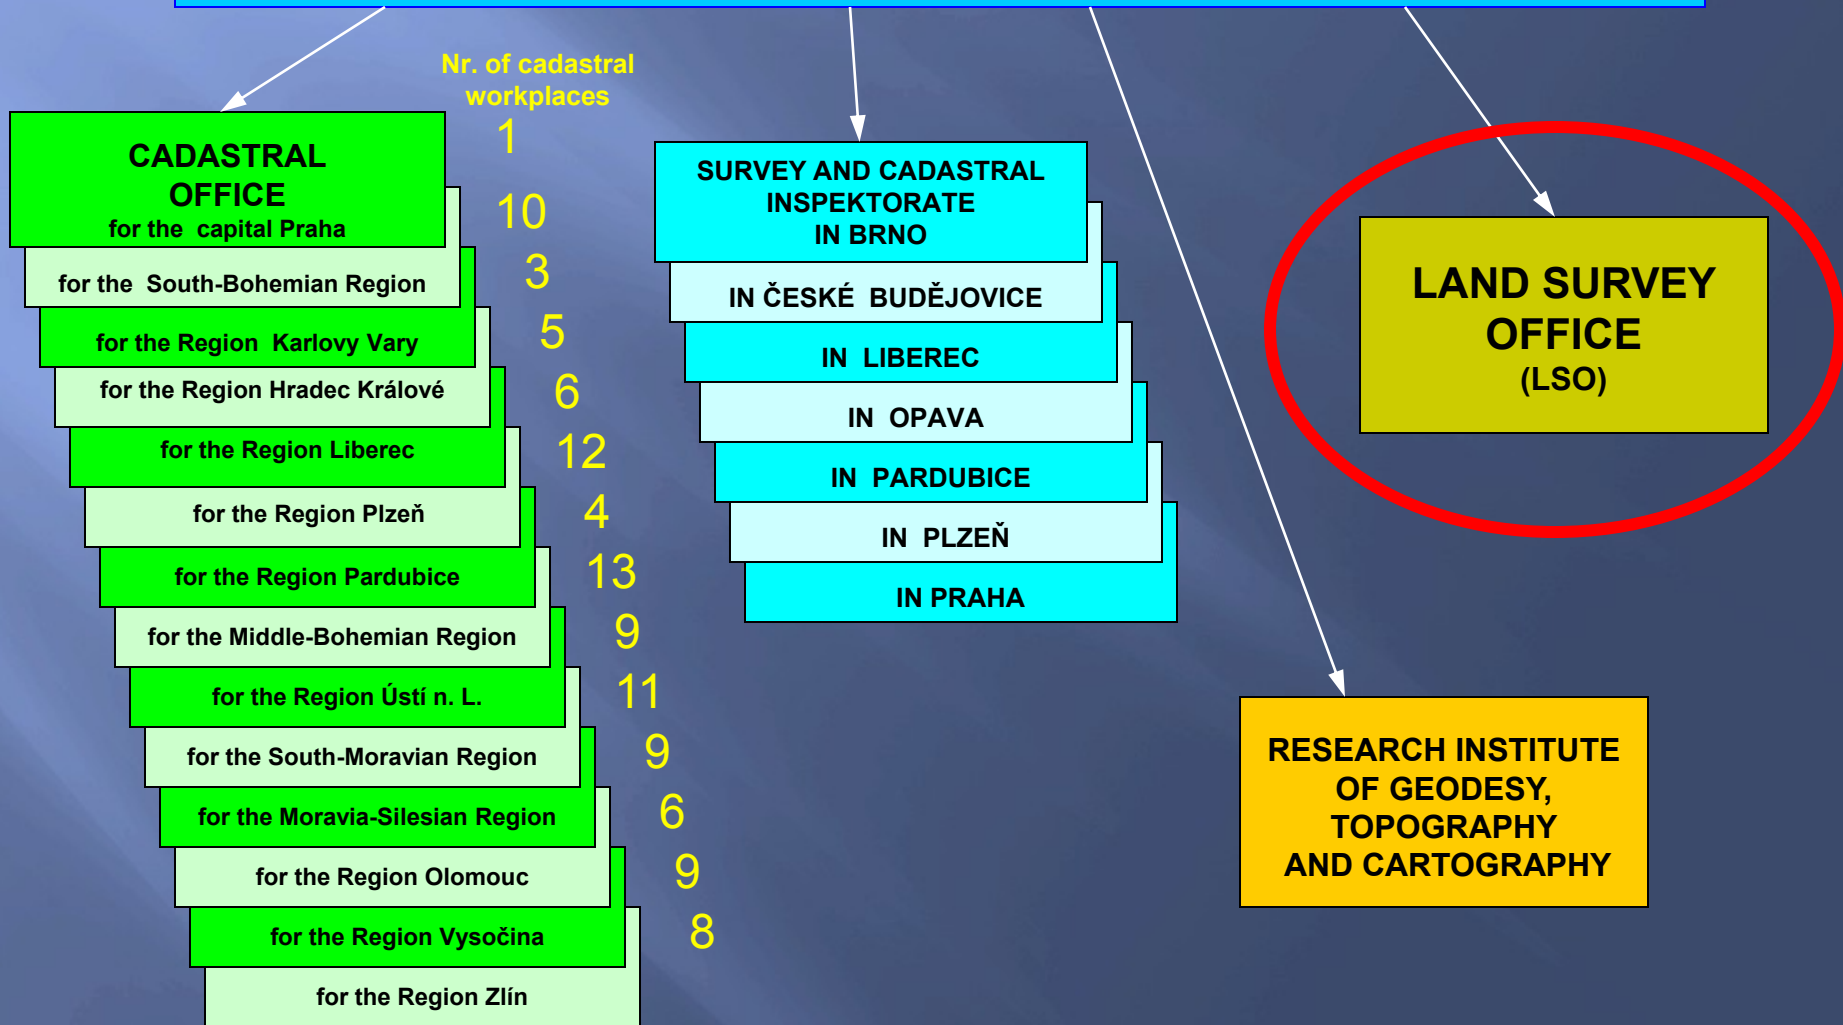 Nr. of cadastral
workplaces
CADASTRAL
OFFICE
for the capital Praha
for the South-Bohemian Region
for the Region Karlovy Vary
for the Region Hradec Králové
for the Region Liberec
for the Region Plzeň
for the Region Pardubice
for the Middle-Bohemian Region
for the Region Ústí n. L.
for the South-Moravian Region
for the Moravia-Silesian Region
for the Region Olomouc
for the Region Vysočina
for the Region Zlín
1
10
3
5
6
12
4
13
9
11
9
6
9
8
SURVEY AND CADASTRAL
INSPEKTORATE
IN BRNO
IN ČESKÉ BUDĚJOVICE
IN LIBEREC
IN OPAVA
IN PARDUBICE
IN PLZEŇ
IN PRAHA
LAND SURVEY
OFFICE
(LSO)
RESEARCH INSTITUTE
OF GEODESY,
TOPOGRAPHY
AND CARTOGRAPHY